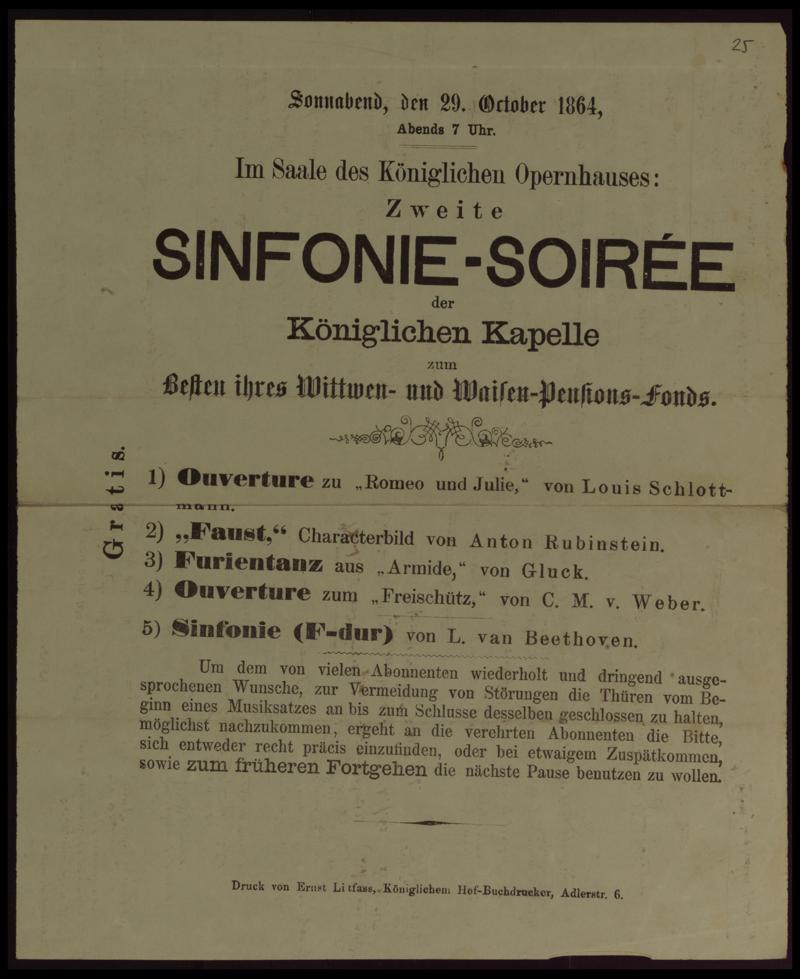 25
Sonnabend, den 29. October 1864,
Abends 7 Uhr.
Im Saale des Königlichen Opernhauses:
Zweite
SINFONIE-SOIRÉE
der
Königlichen Kapelle
zum
Besten ihres Wittwen- und Waisen-Pensions-Fonds.
Gratis.
1) Ouverture zu „Romeo und Julie,“ von Louis Schlott-
mann.
2) „Faust,“ Characterbild von Anton Rubinstein.
3) Furientanz aus „Armide,“ von Gluck.
4) Ouverture zum „Freischütz,“ von C. M. v. Weber.
5) Sinfonie (F-dur) von L. van Beethoven.
Um dem von vielen Abonnenten wiederholt und dringend ausge-
sprochenen Wunsche, zur Vermeidung von Störungen die Thüren vom Be-
ginn eines Musiksatzes an bis zum Schlusse desselben geschlossen zu halten,
möglichst nachzukommen, ergeht an die verehrten Abonnenten die Bitte,
sich entweder recht präcis einzufinden, oder bei etwaigem Zuspätkommen,
sowie zum früheren Fortgehen die nächste Pause benutzen zu wollen.
Druck von Ernst Litfass, Königlichem Hof-Buchdrucker, Adlerstr. 6.